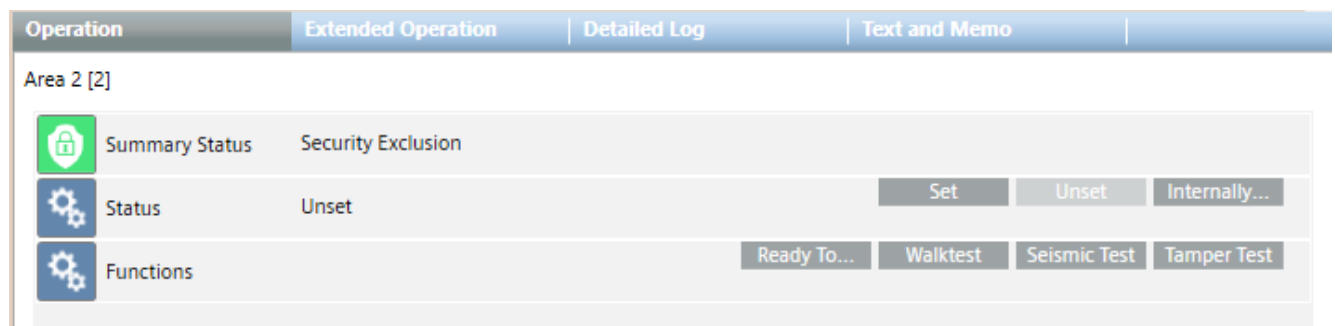 Operation Extended Operation Detailed Log Text and Memo
Area 2 [2]
Summary Status Security Exclusion
Status Unset Set Unset Internally...
Functions Ready To... Walktest Seismic Test Tamper Test